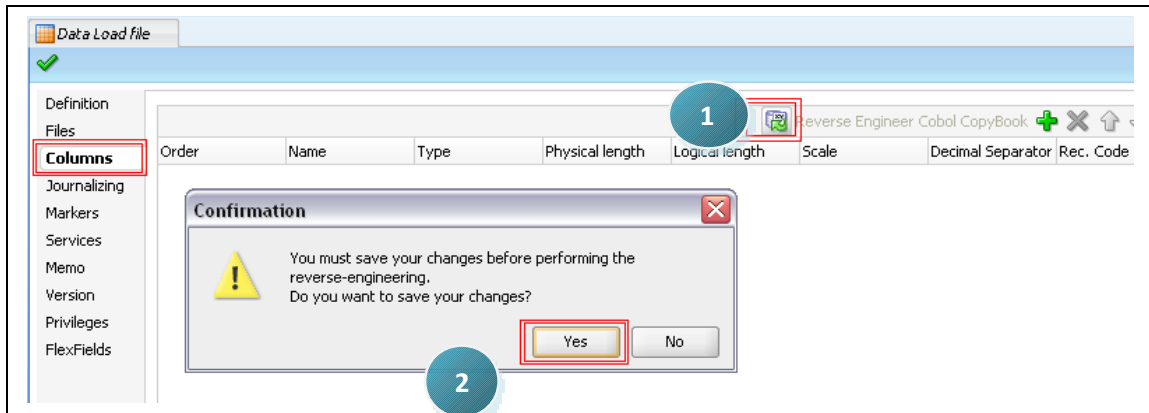 Data Load file
Definition
Files
Columns
Journalizing
Markers
Services
Memo
Version
Privileges
FlexFields
1
Reverse Engineer Cobol CopyBook
Order Name Type Physical length Logical length Scale Decimal Separator Rec. Code
Confirmation
You must save your changes before performing the
reverse-engineering.
Do you want to save your changes?
Yes No
2